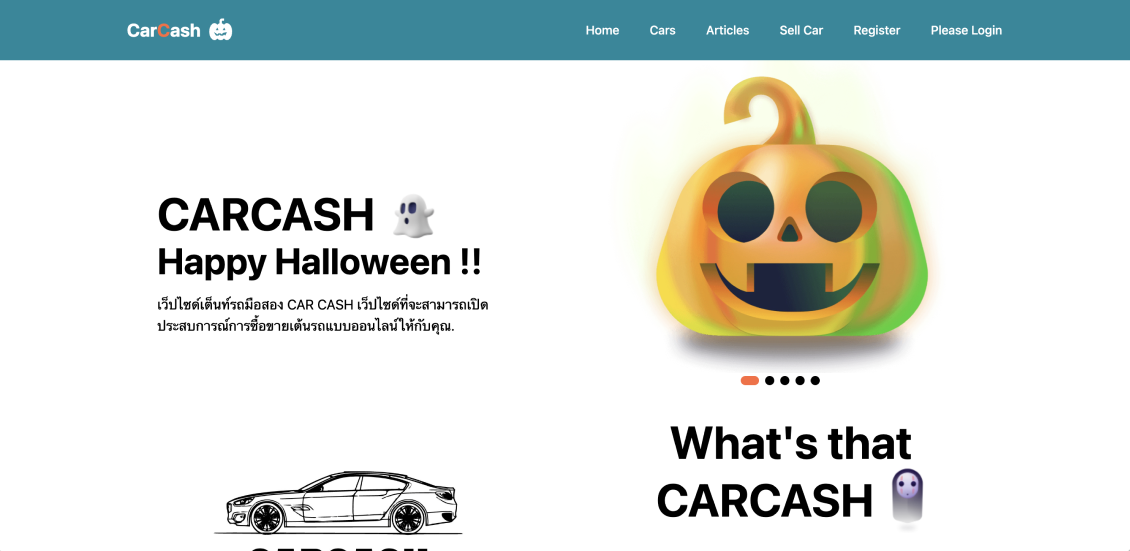 CarCash
Home Cars Articles Sell Car Register Please Login
CARCASH
Happy Halloween !!
เว็ปไซต์เต็นท์รถมือสอง CAR CASH เว็ปไซต์ที่จะสามารถเปิด
ประสบการณ์การซื้อขายเต้นรถแบบออนไลน์ให้กับคุณ.
What's that
CARCASH
CARCASH